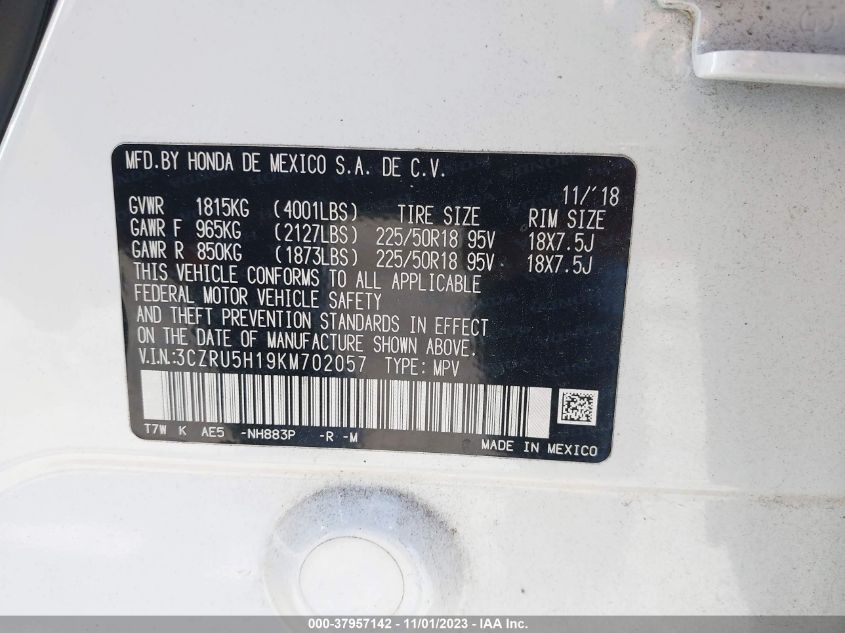 MFD.BY HONDA DE MEXICO S.A. DE C.V.
11/'18
GVWR 1815KG (4001LBS) TIRE SIZE RIM SIZE
GAWR F 965KG (2127LBS) 225/50R18 95V 18X7.5J
GAWR R 850KG (1873LBS) 225/50R18 95V 18X7.5J
THIS VEHICLE CONFORMS TO ALL APPLICABLE
FEDERAL MOTOR VEHICLE SAFETY
AND THEFT PREVENTION STANDARDS IN EFFECT
ON THE DATE OF MANUFACTURE SHOWN ABOVE.
V.I.N:3CZRU5H19KM702057 TYPE: MPV
T7W K AE5 -NH883P -R -M
MADE IN MEXICO
000-37957142 - 11/01/2023 - IAA Inc.